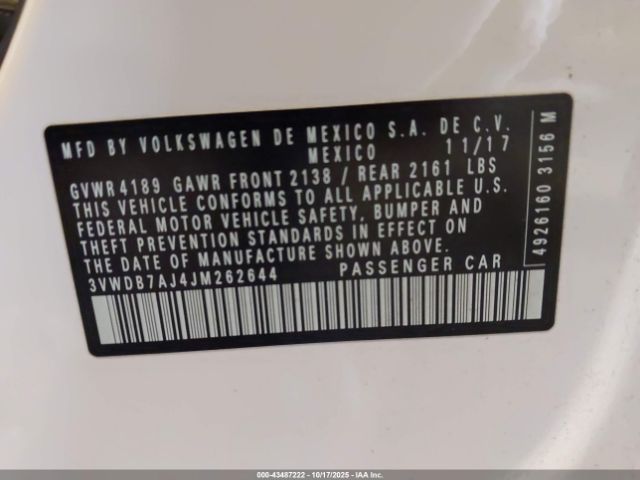 MFD BY VOLKSWAGEN DE MEXICO S.A. DE C.V.
MEXICO 11/17
GVWR 4189 GAWR FRONT 2138 / REAR 2161 LBS
THIS VEHICLE CONFORMS TO ALL APPLICABLE U.S.
FEDERAL MOTOR VEHICLE SAFETY, BUMPER AND
THEFT PREVENTION STANDARDS IN EFFECT ON
THE DATE OF MANUFACTURE SHOWN ABOVE.
3VWDB7AJ4JM262644 PASSENGER CAR
4926160 3156 M
000-43487222 - 10/17/2025 - IAA Inc.